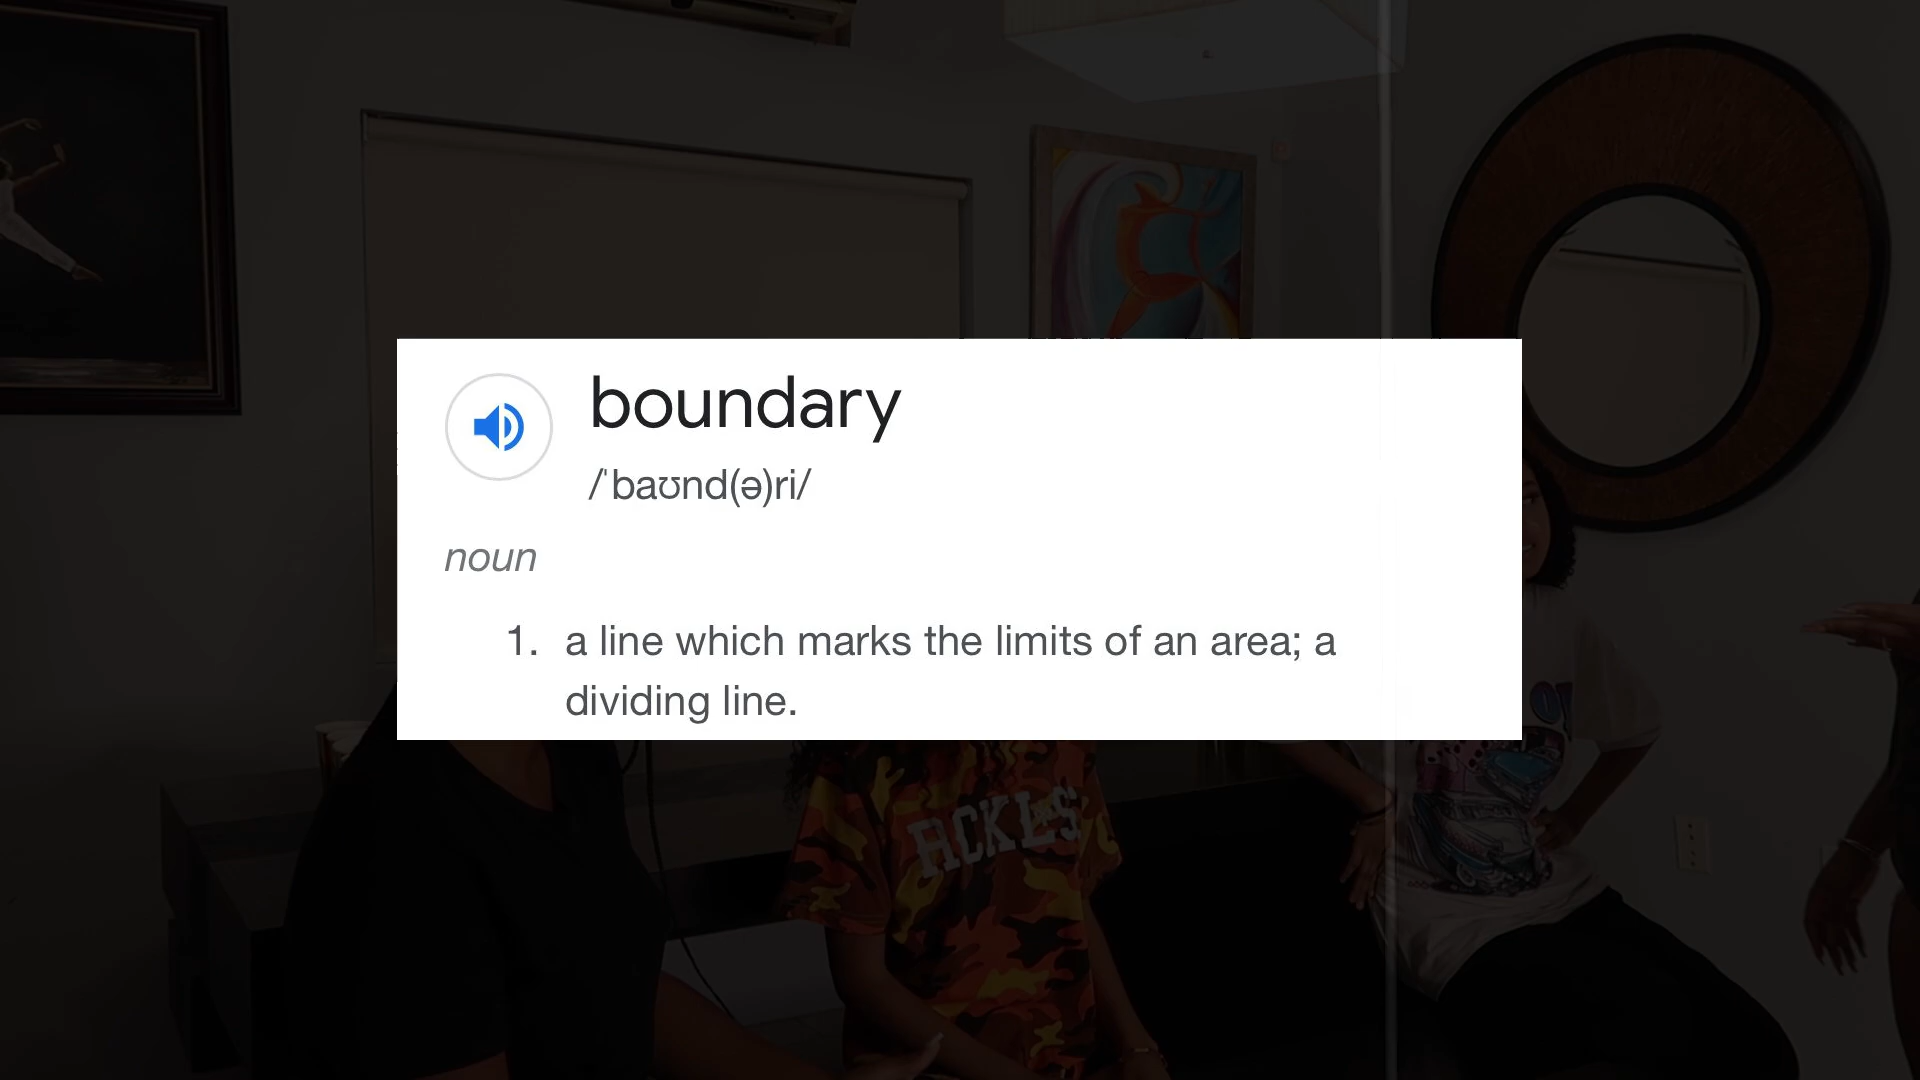 boundary
/ˈbaʊnd(ə)ri/
noun
1. a line which marks the limits of an area; a
dividing line.